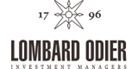 17 96
LOMBARD ODIER
INVESTMENT MANAGERS